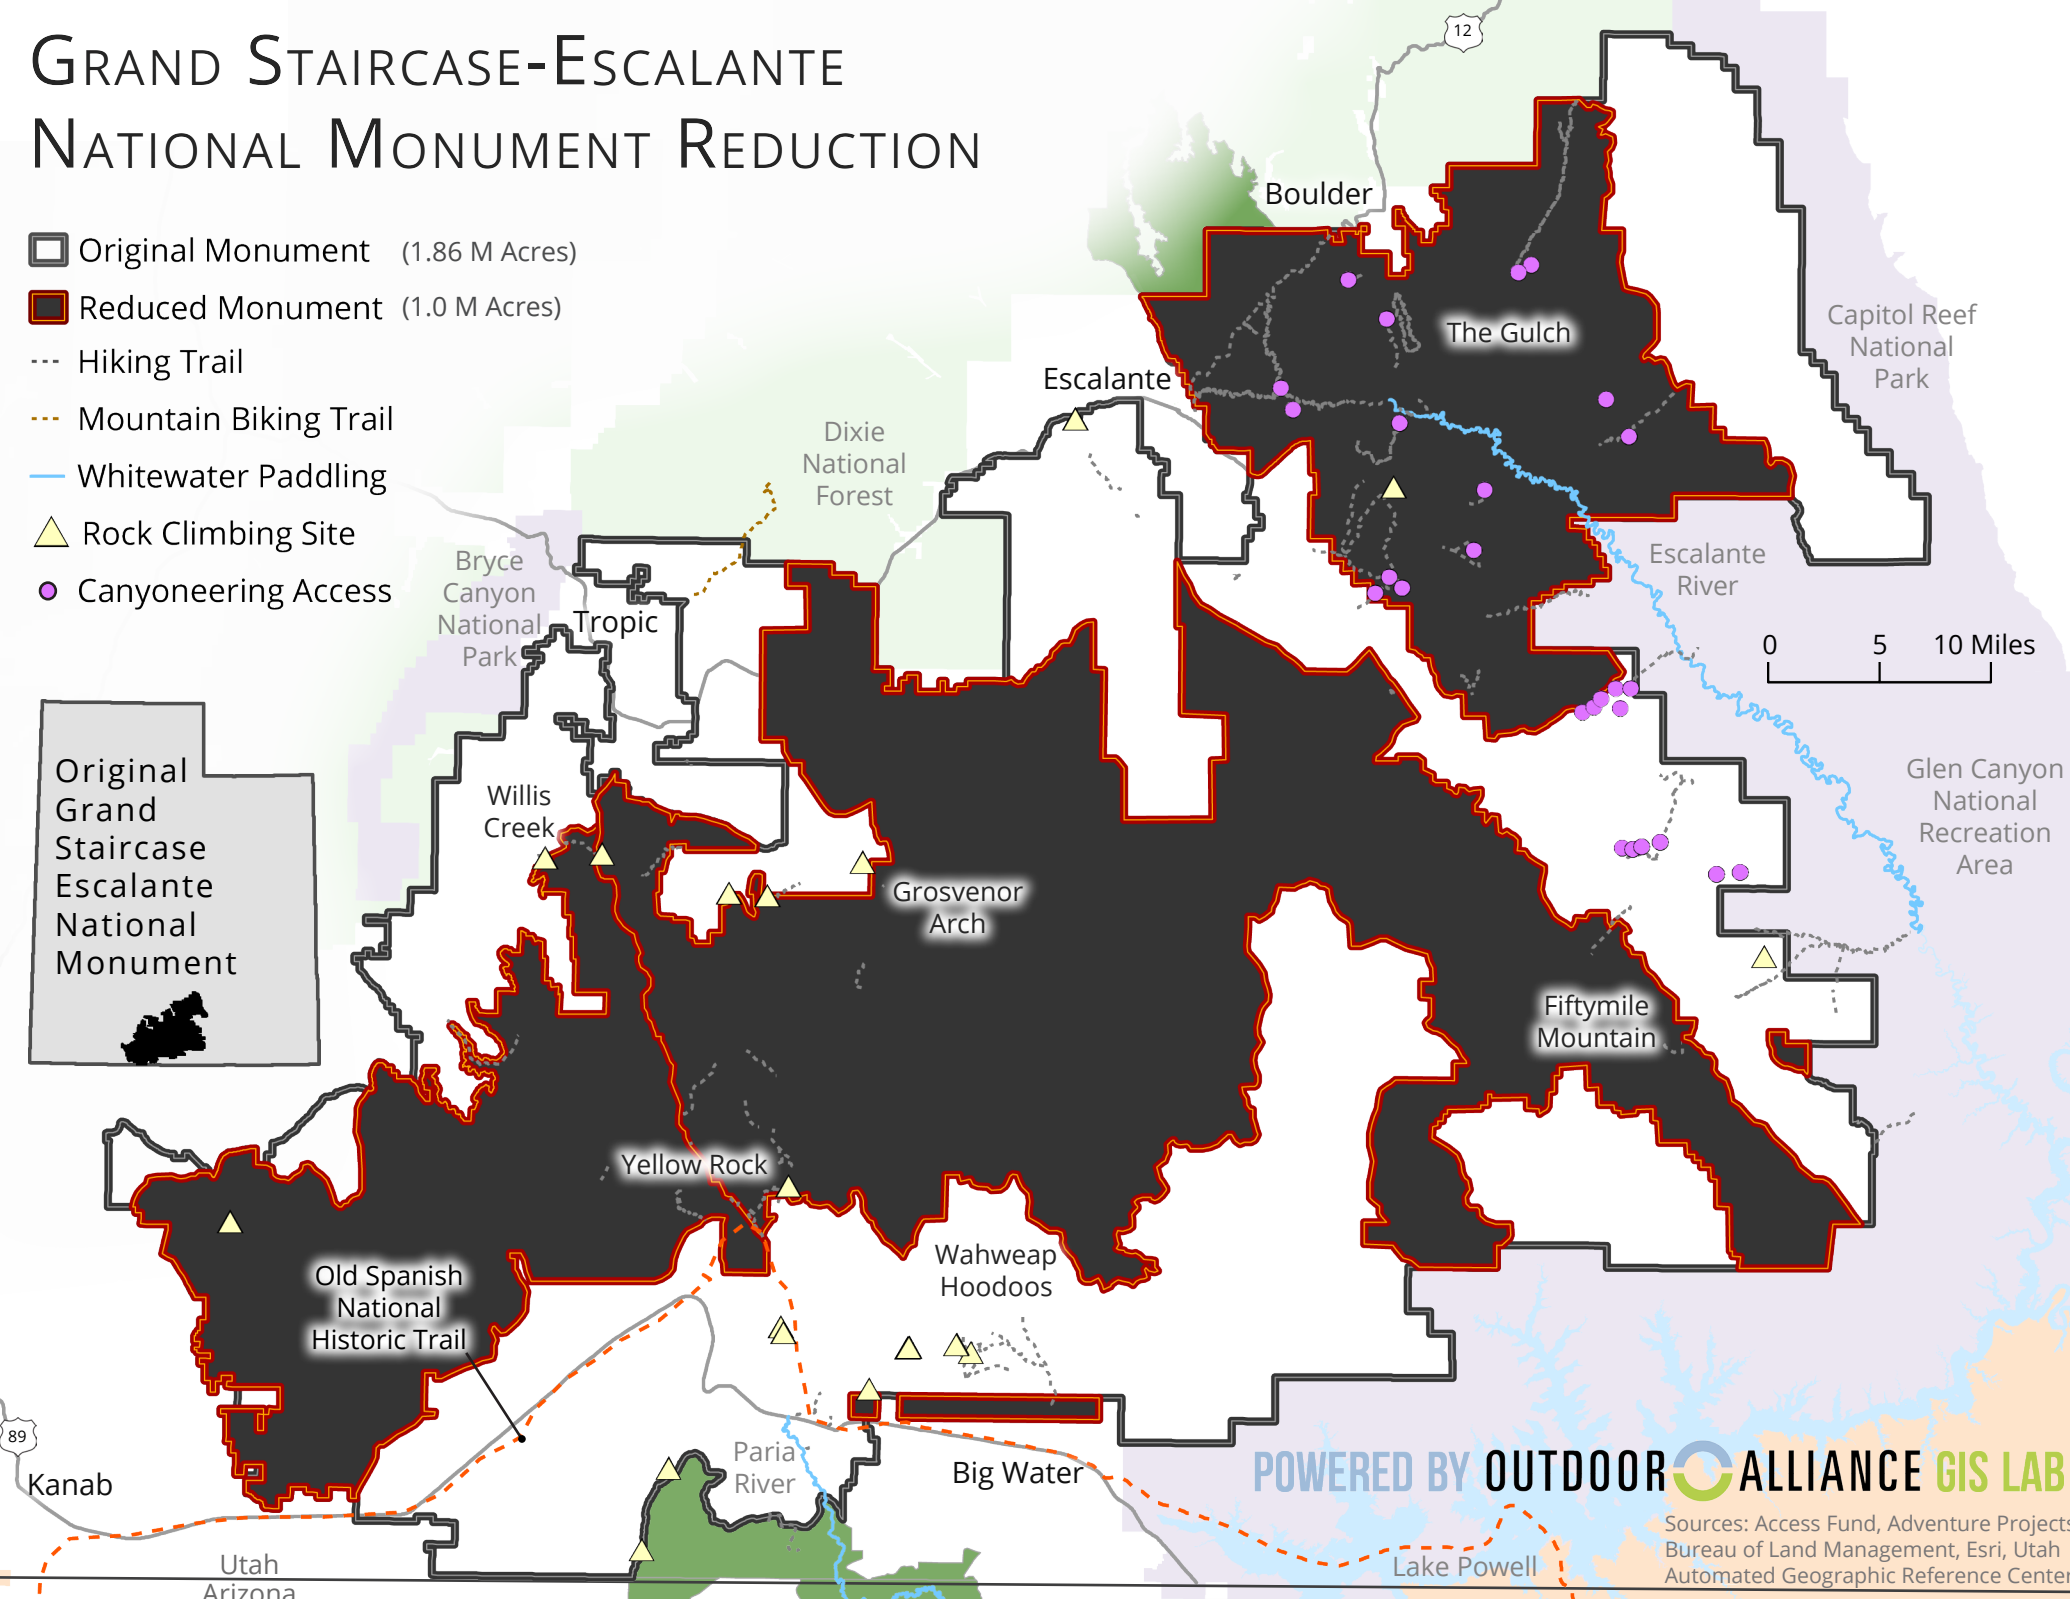 GRAND STAIRCASE-ESCALANTE
NATIONAL MONUMENT REDUCTION
Original Monument (1.86 M Acres)
Reduced Monument (1.0 M Acres)
Hiking Trail
Mountain Biking Trail
Whitewater Paddling
Rock Climbing Site
Canyoneering Access
12
Boulder
The Gulch
Capitol Reef
National
Park
Escalante
Dixie
National
Forest
Bryce
Canyon
National
Park
Tropic
Escalante
River
0 5 10 Miles
Glen Canyon
National
Recreation
Area
Original
Grand
Staircase
Escalante
National
Monument
Willis
Creek
Grosvenor
Arch
Fiftymile
Mountain
Yellow Rock
Wahweap
Hoodoos
Old Spanish
National
Historic Trail
89
Kanab
Paria
River
Big Water
Utah
Arizona
Lake Powell
POWERED BY OUTDOOR ALLIANCE GIS LAB
Sources: Access Fund, Adventure Projects
Bureau of Land Management, Esri, Utah
Automated Geographic Reference Center